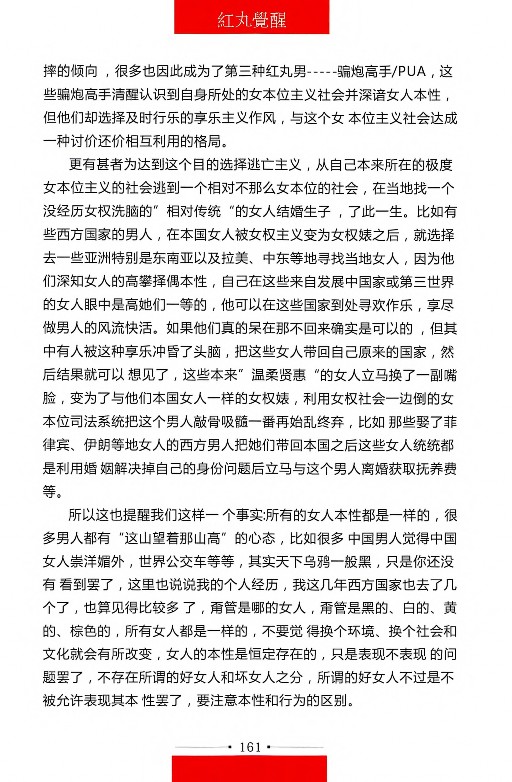 紅丸覺醒
摔的倾向，很多也因此成为了第三种红丸男-----骗炮高手/PUA，这
些骗炮高手清醒认识到自身所处的女本位主义社会并深谙女人本性，
但他们却选择及时行乐的享乐主义作风，与这个女 本位主义社会达成
一种讨价还价相互利用的格局。
更有甚者为达到这个目的选择逃亡主义，从自己本来所在的极度
女本位主义的社会逃到一个相对不那么女本位的社会，在当地找一个
没经历女权洗脑的”相对传统“的女人结婚生子，了此一生。比如有
些西方国家的男人，在本国女人被女权主义变为女权婊之后，就选择
去一些亚洲特别是东南亚以及拉美、中东等地寻找当地女人，因为他
们深知女人的高攀择偶本性，自己在这些来自发展中国家或第三世界
的女人眼中是高她们一等的，他可以在这些国家到处寻欢作乐，享尽
做男人的风流快活。如果他们真的呆在那不回来确实是可以的，但其
中有人被这种享乐冲昏了头脑，把这些女人带回自己原来的国家，然
后结果就可以 想见了，这些本来”温柔贤惠“的女人立马换了一副嘴
脸，变为了与他们本国女人一样的女权婊，利用女权社会一边倒的女
本位司法系统把这个男人敲骨吸髓一番再始乱终弃，比如 那些娶了菲
律宾、伊朗等地女人的西方男人把她们带回本国之后这些女人统统都
是利用婚 姻解决掉自己的身份问题后立马与这个男人离婚获取抚养费
等。
所以这也提醒我们这样一 个事实:所有的女人本性都是一样的，很
多男人都有“这山望着那山高”的心态，比如很多 中国男人觉得中国
女人崇洋媚外，世界公交车等等，其实天下乌鸦一般黑，只是你还没
有 看到罢了，这里也说说我的个人经历，我这几年西方国家也去了几
个了，也算见得比较多 了，甭管是哪的女人，甭管是黑的、白的、黄
的、棕色的，所有女人都是一样的，不要觉 得换个环境、换个社会和
文化就会有所改变，女人的本性是恒定存在的，只是表现不表现 的问
题罢了，不存在所谓的好女人和坏女人之分，所谓的好女人不过是不
被允许表现其本 性罢了，要注意本性和行为的区别。
161